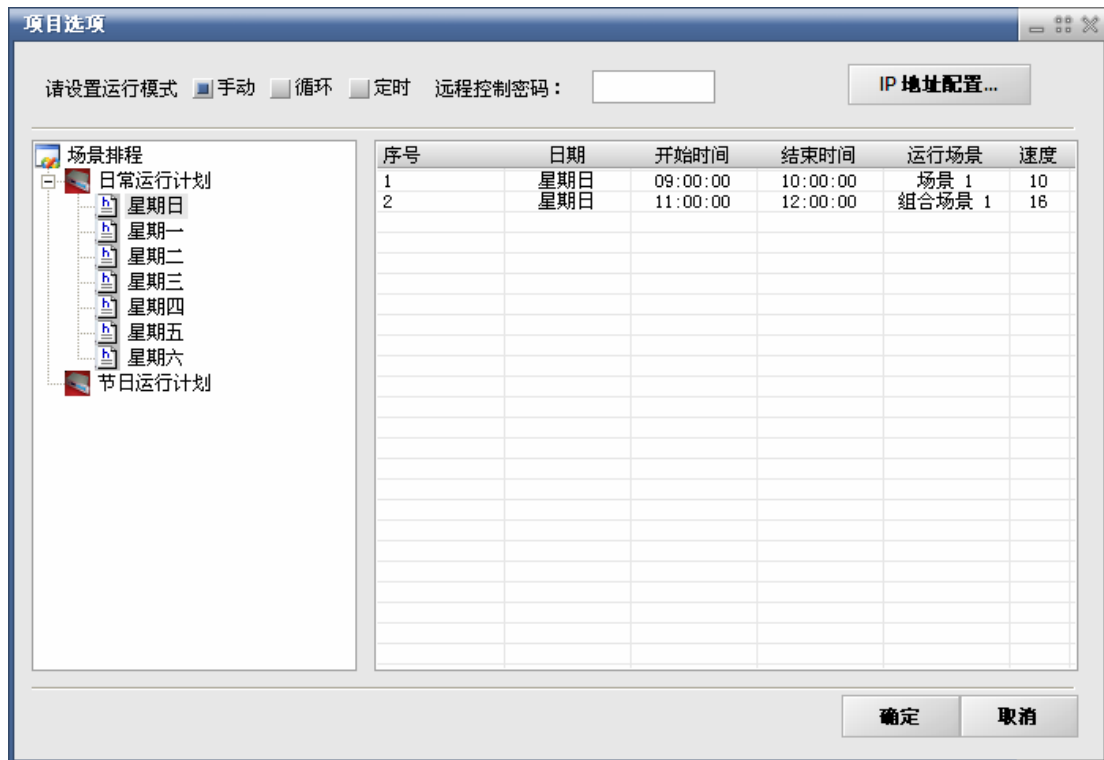 项目选项
请设置运行模式 手动 循环 定时 远程控制密码： IP 地址配置...
场景排程
日常运行计划
星期日
星期一
星期二
星期三
星期四
星期五
星期六
节日运行计划
序号 日期 开始时间 结束时间 运行场景 速度
1 星期日 09:00:00 10:00:00 场景 1 10
2 星期日 11:00:00 12:00:00 组合场景 1 16
确定 取消